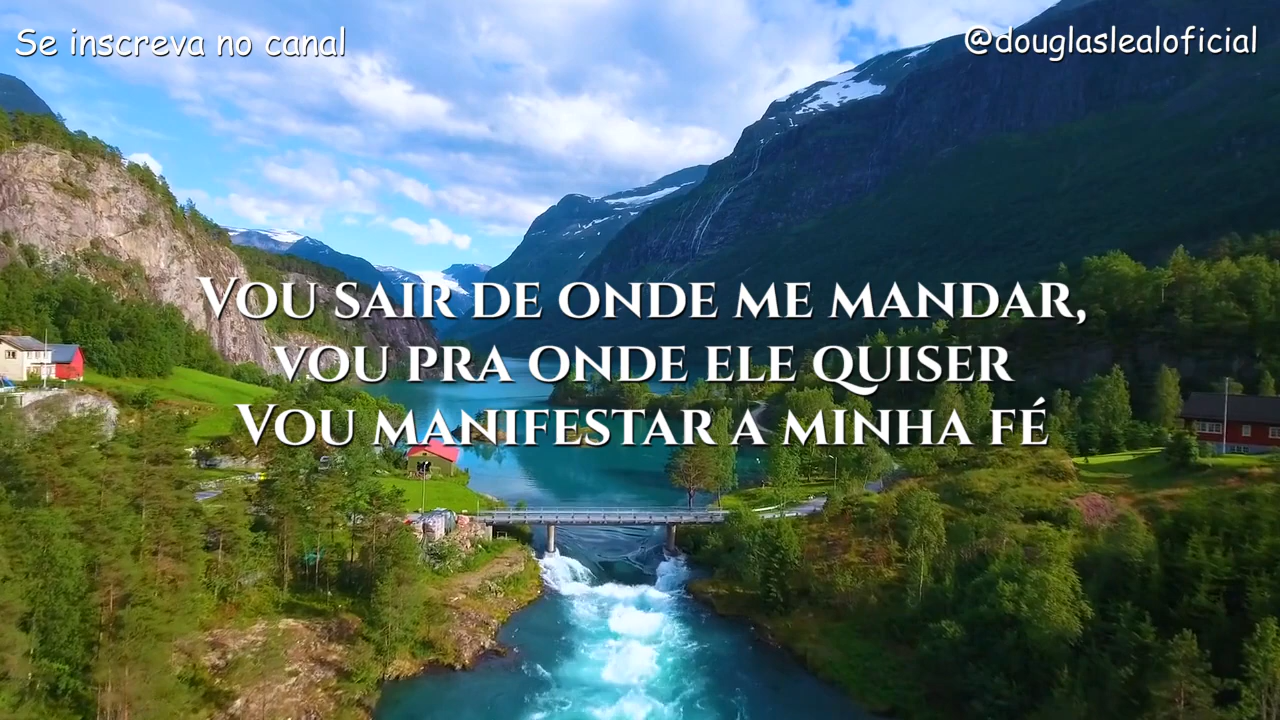 Se inscreva no canal
@douglaslealoficial
Vou sair de onde me mandar,
vou pra onde ele quiser
Vou manifestar a minha fé